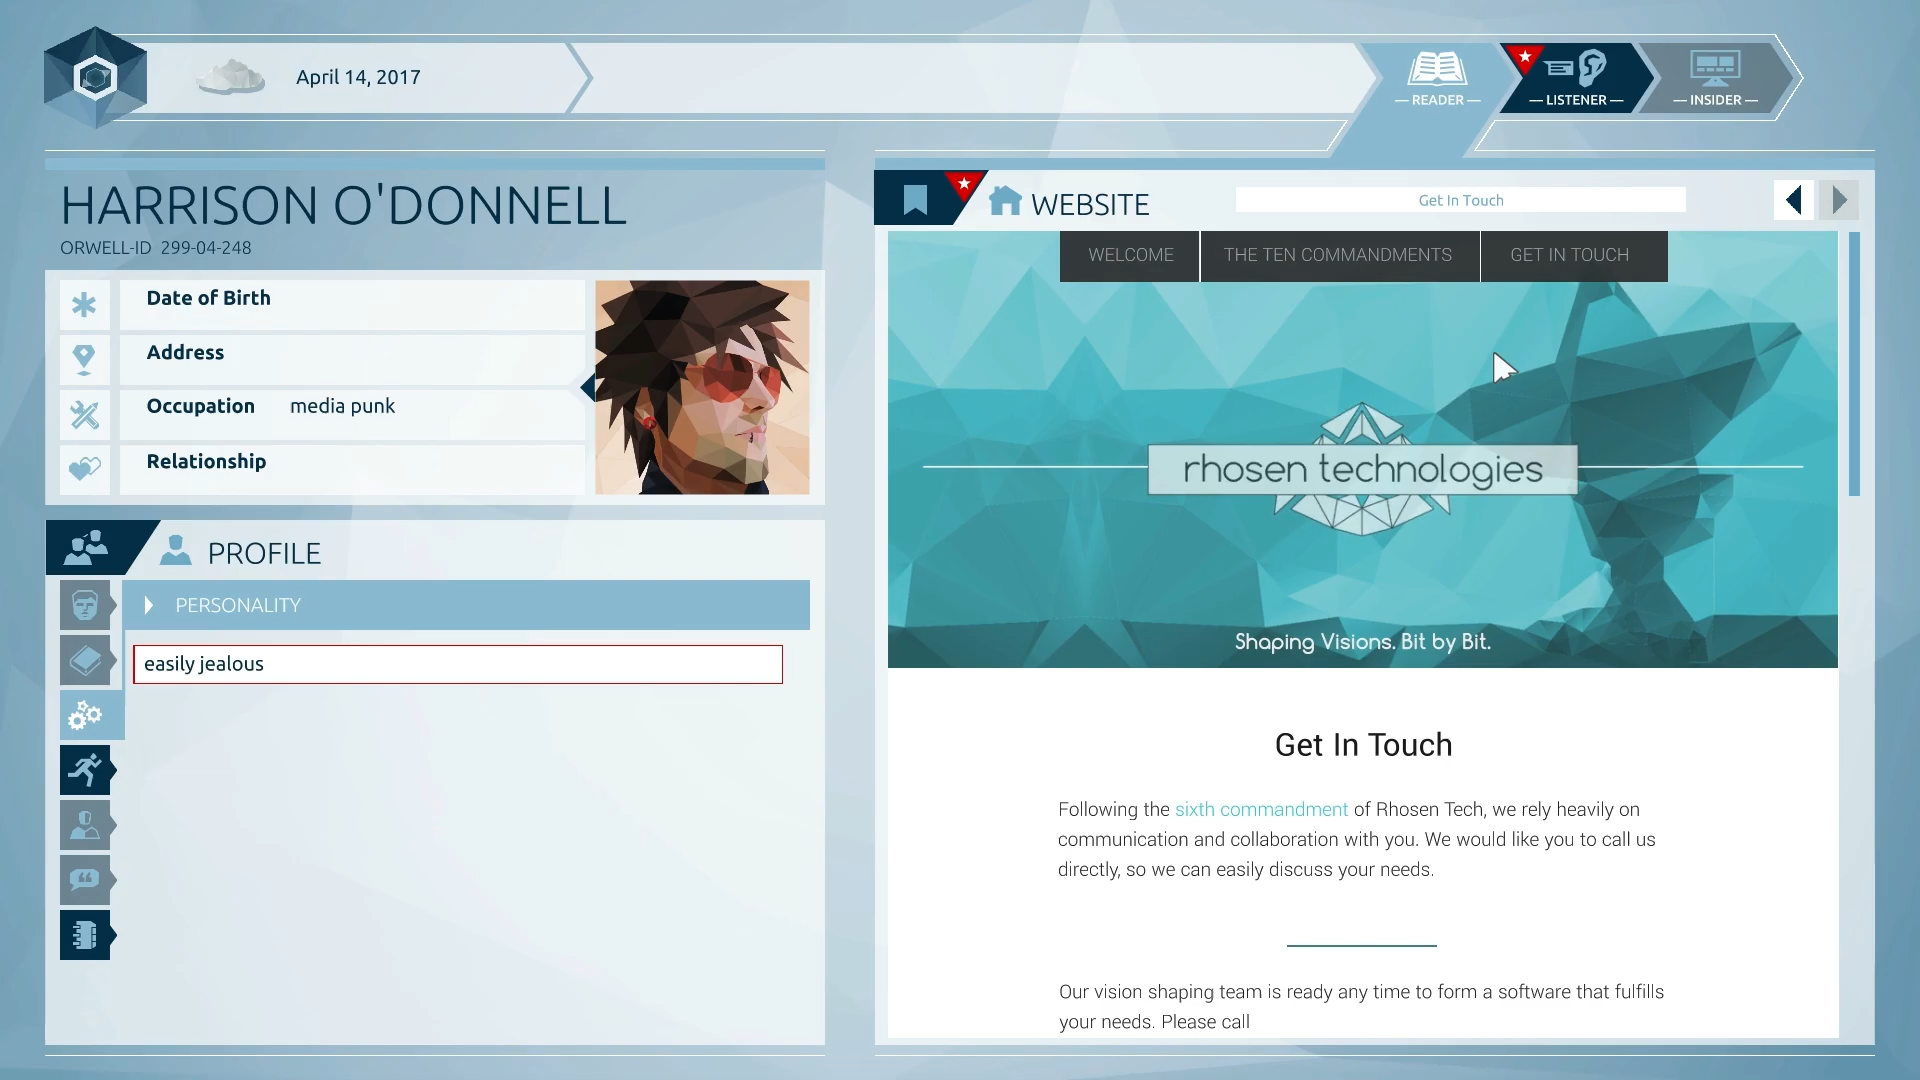 April 14, 2017
READER
LISTENER
INSIDER
HARRISON O'DONNELL
ORWELL-ID 299-04-248
Date of Birth
Address
Occupation media punk
Relationship
PROFILE
PERSONALITY
easily jealous
WEBSITE
Get In Touch
WELCOME
THE TEN COMMANDMENTS
GET IN TOUCH
rhosen technologies
Shaping Visions. Bit by Bit.
Get In Touch
Following the sixth commandment of Rhosen Tech, we rely heavily on
communication and collaboration with you. We would like you to call us
directly, so we can easily discuss your needs.
Our vision shaping team is ready any time to form a software that fulfills
your needs. Please call